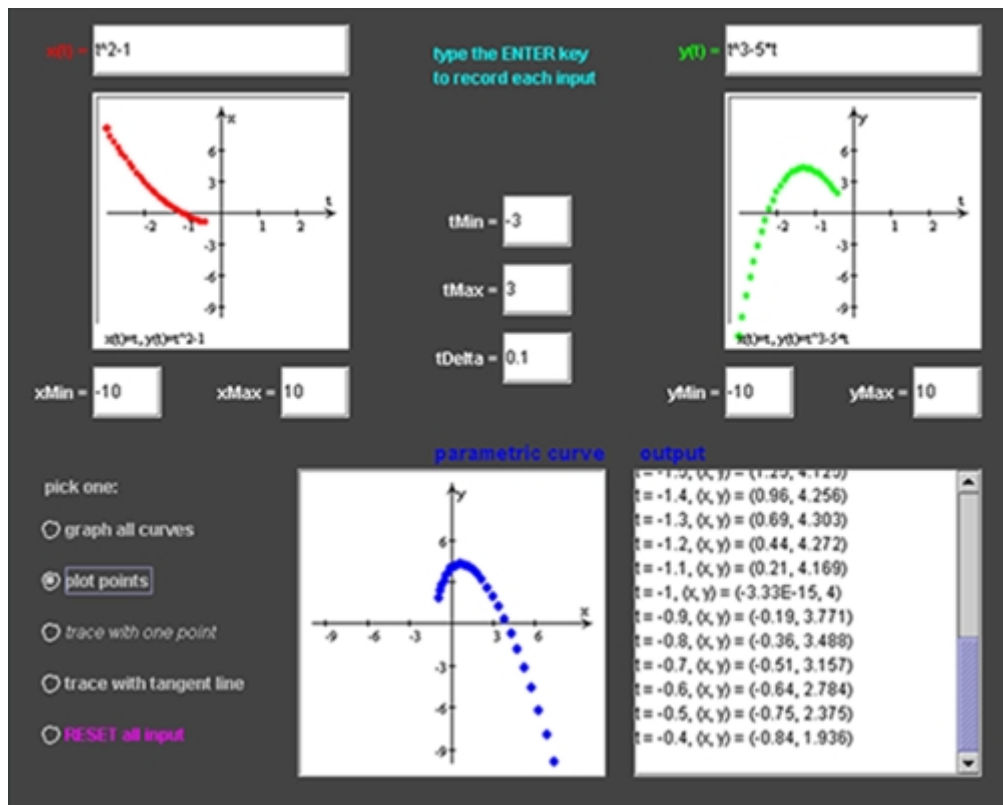 x(t) = t^2-1
type the ENTER key
to record each input
y(t) = t^3-5*t
x
6
3
t
-2 -1 1 2
-3
-6
-9
x(t)=t, y(t)=t^2-1
tMin = -3
tMax = 3
tDelta = 0.1
y
6
3
t
-2 -1 1 2
-3
-6
-9
x(t)=t, y(t)=t^3-5*t
xMin = -10
xMax = 10
yMin = -10
yMax = 10
parametric curve
output
pick one:
graph all curves
plot points
trace with one point
trace with tangent line
RESET all input
y
6
x
-9 -6 -3 3 6
-3
-6
-9
t = -1.5, (x, y) = (1.25, 4.125)
t = -1.4, (x, y) = (0.96, 4.256)
t = -1.3, (x, y) = (0.69, 4.303)
t = -1.2, (x, y) = (0.44, 4.272)
t = -1.1, (x, y) = (0.21, 4.169)
t = -1, (x, y) = (-3.33E-15, 4)
t = -0.9, (x, y) = (-0.19, 3.771)
t = -0.8, (x, y) = (-0.36, 3.488)
t = -0.7, (x, y) = (-0.51, 3.157)
t = -0.6, (x, y) = (-0.64, 2.784)
t = -0.5, (x, y) = (-0.75, 2.375)
t = -0.4, (x, y) = (-0.84, 1.936)